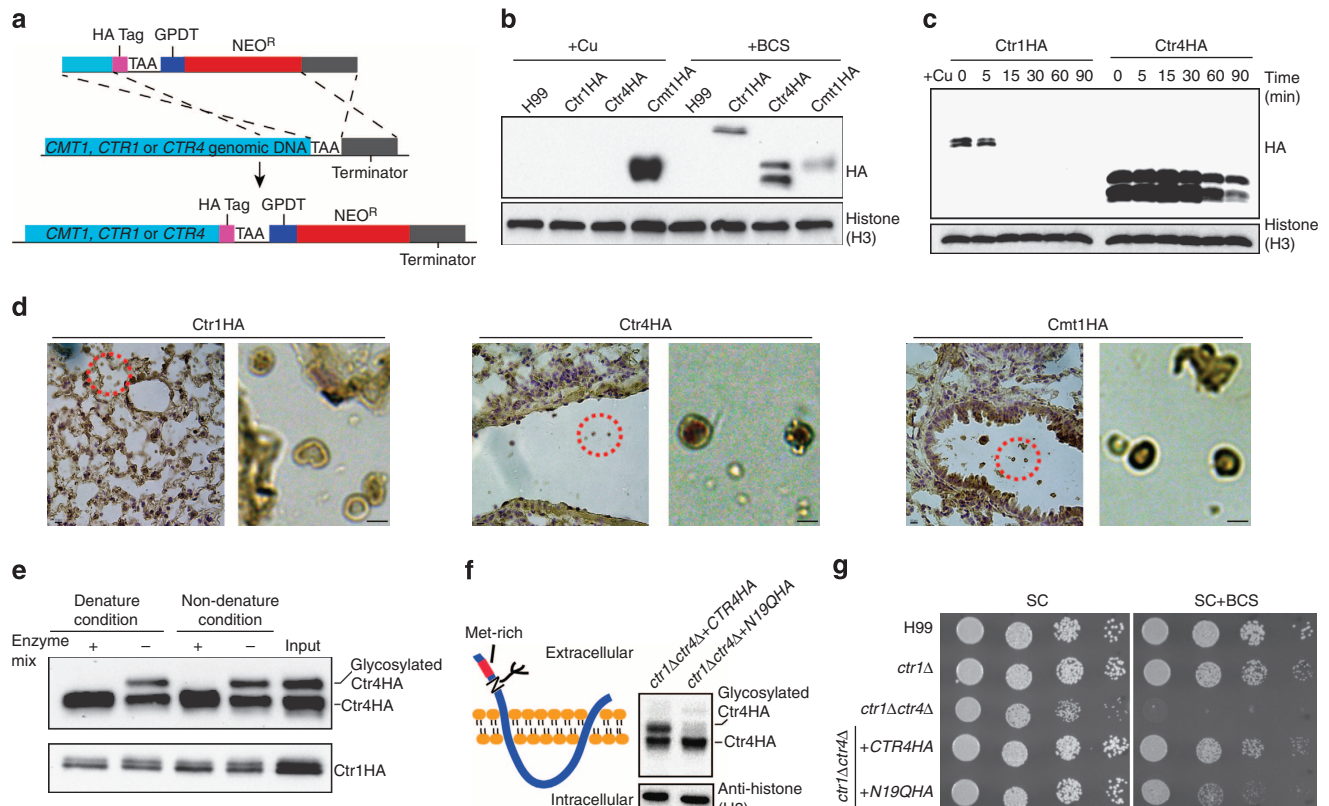 a
HA Tag GPDT
TAA NEOR
CMT1, CTR1 or CTR4 genomic DNA TAA
Terminator
HA Tag GPDT
CMT1, CTR1 or CTR4 TAA NEOR
Terminator
b
+Cu +BCS
H99 Ctr1HA Ctr4HA Cmt1HA H99 Ctr1HA Ctr4HA Cmt1HA
HA
Histone
(H3)
c
Ctr1HA Ctr4HA
+Cu 0 5 15 30 60 90 0 5 15 30 60 90 Time
(min)
HA
Histone
(H3)
d
Ctr1HA Ctr4HA Cmt1HA
e
Denature
condition
Non-denature
condition
Enzyme
mix
+ − + − Input
Glycosylated
Ctr4HA
Ctr4HA
Ctr1HA
f
Met-rich
Extracellular
N
Intracellular
ctr1Δctr4Δ+CTR4HA
ctr1Δctr4Δ+N19QHA
Glycosylated
Ctr4HA
Ctr4HA
Anti-histone
g
SC SC+BCS
H99
ctr1Δ
ctr1Δctr4Δ
ctr1Δctr4Δ
+CTR4HA
+N19QHA